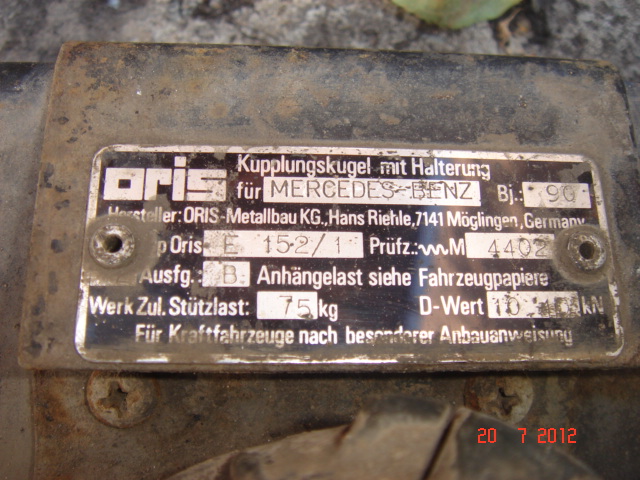 Kupplungskugel mit Halterung
oris für MERCEDES-BENZ Bj.: 90
Hersteller: ORIS-Metallbau KG., Hans Riehle, 7141 Möglingen, Germany
Oris E 15.2/1 Prüfz.: M 4402
Ausfg.: B Anhängelast siehe Fahrzeugpapiere
Werk Zul. Stützlast: 75 kg D-Wert kN
Für Kraftfahrzeuge nach besonderer Anbauanweisung
20 7 2012